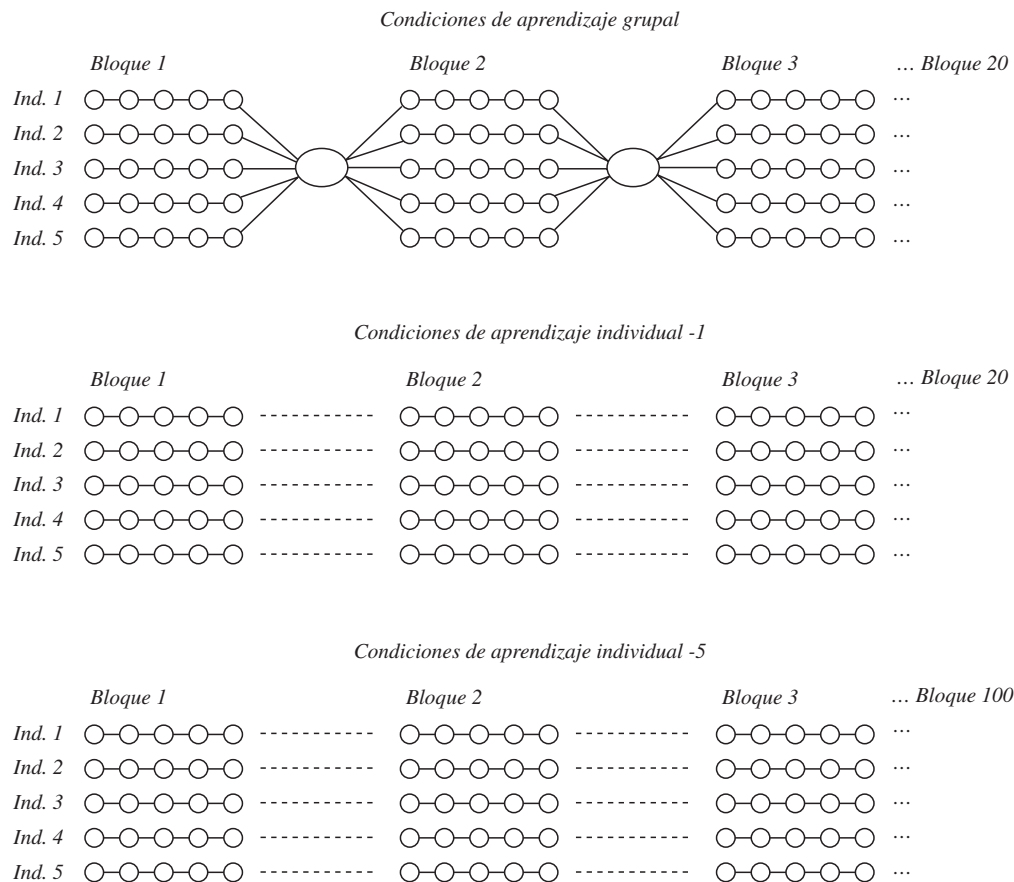 Condiciones de aprendizaje grupal
Bloque 1 Bloque 2 Bloque 3 … Bloque 20
Ind. 1 …
Ind. 2 …
Ind. 3 …
Ind. 4 …
Ind. 5 …
Condiciones de aprendizaje individual -1
Bloque 1 Bloque 2 Bloque 3 … Bloque 20
Ind. 1 …
Ind. 2 …
Ind. 3 …
Ind. 4 …
Ind. 5 …
Condiciones de aprendizaje individual -5
Bloque 1 Bloque 2 Bloque 3 … Bloque 100
Ind. 1 …
Ind. 2 …
Ind. 3 …
Ind. 4 …
Ind. 5 …